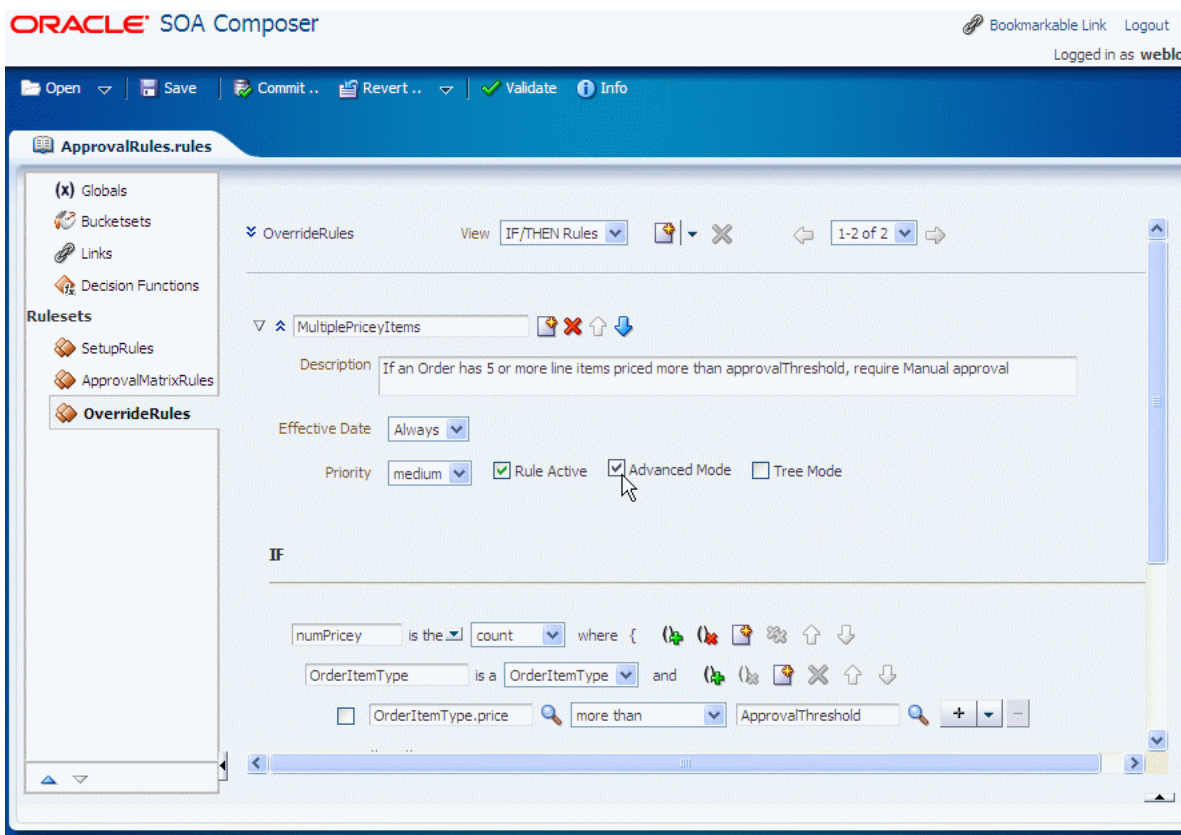 ORACLE SOA Composer
Bookmarkable Link Logout
Logged in as weblo
Open Save Commit .. Revert .. Validate Info
ApprovalRules.rules
(x) Globals
Bucketsets
Links
Decision Functions
Rulesets
SetupRules
ApprovalMatrixRules
OverrideRules
OverrideRules View IF/THEN Rules 1-2 of 2
MultiplePriceyItems
Description If an Order has 5 or more line items priced more than approvalThreshold, require Manual approval
Effective Date Always
Priority medium Rule Active Advanced Mode Tree Mode
IF
numPricey is the count where {
OrderItemType is a OrderItemType and
OrderItemType.price more than ApprovalThreshold